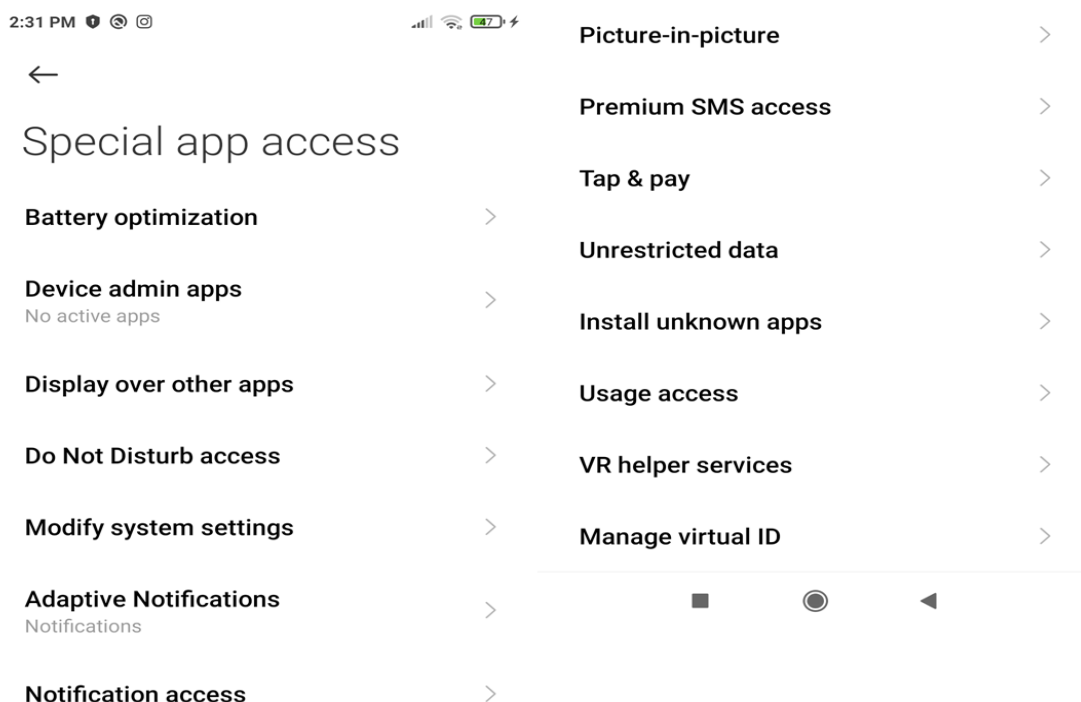 2:31 PM
47
Special app access
Battery optimization
Device admin apps
No active apps
Display over other apps
Do Not Disturb access
Modify system settings
Adaptive Notifications
Notifications
Notification access
Picture-in-picture
Premium SMS access
Tap & pay
Unrestricted data
Install unknown apps
Usage access
VR helper services
Manage virtual ID